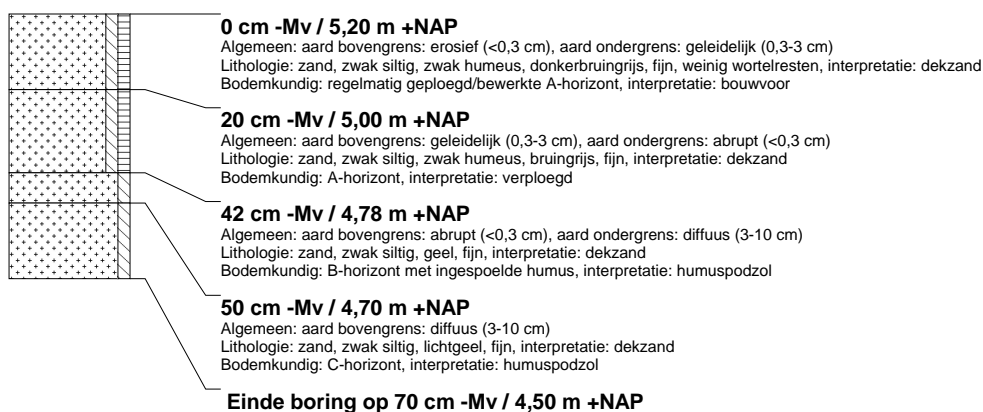 0 cm -Mv / 5,20 m +NAP
Algemeen: aard bovengrens: erosief (<0,3 cm), aard ondergrens: geleidelijk (0,3-3 cm)
Lithologie: zand, zwak siltig, zwak humeus, donkerbruingrijs, fijn, weinig wortelresten, interpretatie: dekzand
Bodemkundig: regelmatig geploegd/bewerkte A-horizont, interpretatie: bouwvoor
20 cm -Mv / 5,00 m +NAP
Algemeen: aard bovengrens: geleidelijk (0,3-3 cm), aard ondergrens: abrupt (<0,3 cm)
Lithologie: zand, zwak siltig, zwak humeus, bruingrijs, fijn, interpretatie: dekzand
Bodemkundig: A-horizont, interpretatie: verploegd
42 cm -Mv / 4,78 m +NAP
Algemeen: aard bovengrens: abrupt (<0,3 cm), aard ondergrens: diffuus (3-10 cm)
Lithologie: zand, zwak siltig, geel, fijn, interpretatie: dekzand
Bodemkundig: B-horizont met ingespoelde humus, interpretatie: humuspodzol
50 cm -Mv / 4,70 m +NAP
Algemeen: aard bovengrens: diffuus (3-10 cm)
Lithologie: zand, zwak siltig, lichtgeel, fijn, interpretatie: dekzand
Bodemkundig: C-horizont, interpretatie: humuspodzol
Einde boring op 70 cm -Mv / 4,50 m +NAP